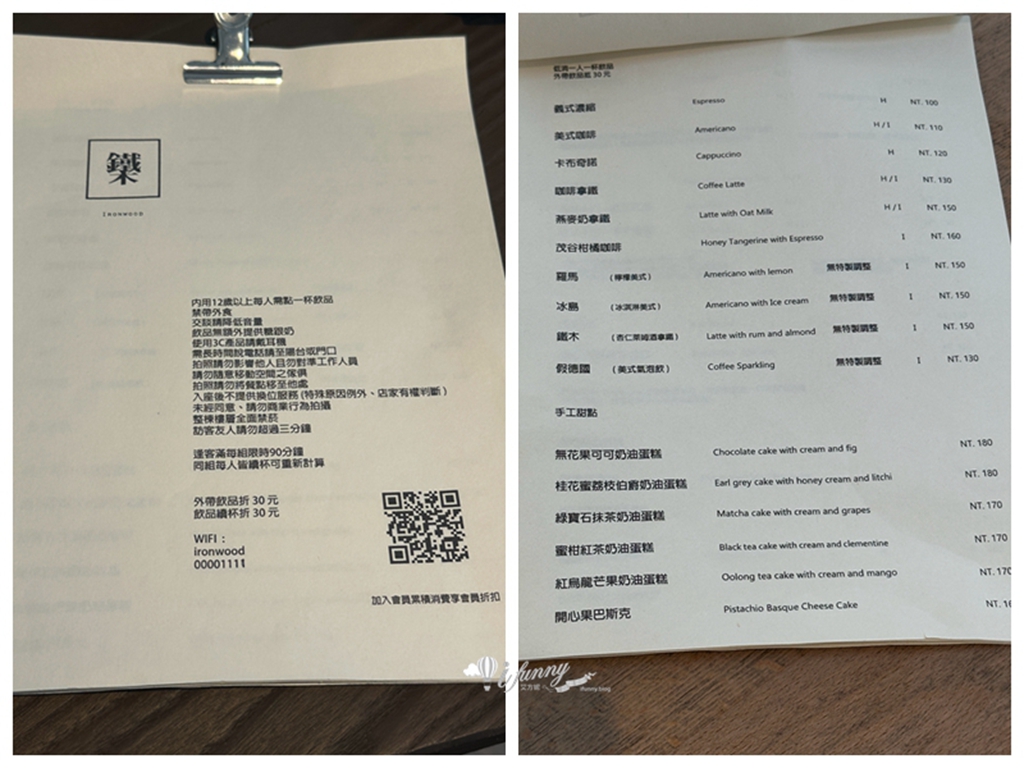 鐵木
IRONWOOD
内用12歲以上每人需點一杯飲品
禁帶外食
交談請降低音量
飲品無額外提供糖跟奶
使用3C產品請戴耳機
需長時間說電話請至陽台或門口
拍照請勿影響他人且勿對準工作人員
請勿隨意移動空間之傢俱
拍照請勿將餐點移至他處
入座後不提供換位服務(特殊原因例外、店家有權判斷)
未經同意、請勿商業行為拍攝
整棟樓層全面禁菸
訪客友人請勿超過三分鐘
逢客滿每組限時90分鐘
同組每人皆續杯可重新計算
外帶飲品折 30 元
飲品續杯折 30 元
WIFI :
ironwood
00001111
加入會員累積消費享會員折扣
低消一人一杯飲品
外帶飲品折 30 元
義式濃縮 Espresso H NT. 100
美式咖啡 Americano H / I NT. 110
卡布奇諾 Cappuccino H NT. 120
咖啡拿鐵 Coffee Latte H / I NT. 130
燕麥奶拿鐵 Latte with Oat Milk H / I NT. 150
茂谷柑橘咖啡 Honey Tangerine with Espresso I NT. 160
羅馬 (檸檬美式) Americano with lemon 無特製調整 I NT. 150
冰島 (冰淇淋美式) Americano with Ice cream 無特製調整 I NT. 150
鐵木 (杏仁萊姆酒拿鐵) Latte with rum and almond 無特製調整 I NT. 150
假德國 (美式氣泡飲) Coffee Sparkling 無特製調整 I NT. 130
手工甜點
無花果可可奶油蛋糕 Chocolate cake with cream and fig NT. 180
桂花蜜荔枝伯爵奶油蛋糕 Earl grey cake with honey cream and litchi NT. 180
綠寶石抹茶奶油蛋糕 Matcha cake with cream and grapes NT. 170
蜜柑紅茶奶油蛋糕 Black tea cake with cream and clementine NT. 170
紅烏龍芒果奶油蛋糕 Oolong tea cake with cream and mango NT. 170
開心果巴斯克 Pistachio Basque Cheese Cake NT.
ifunny
艾方妮
ifunny blog